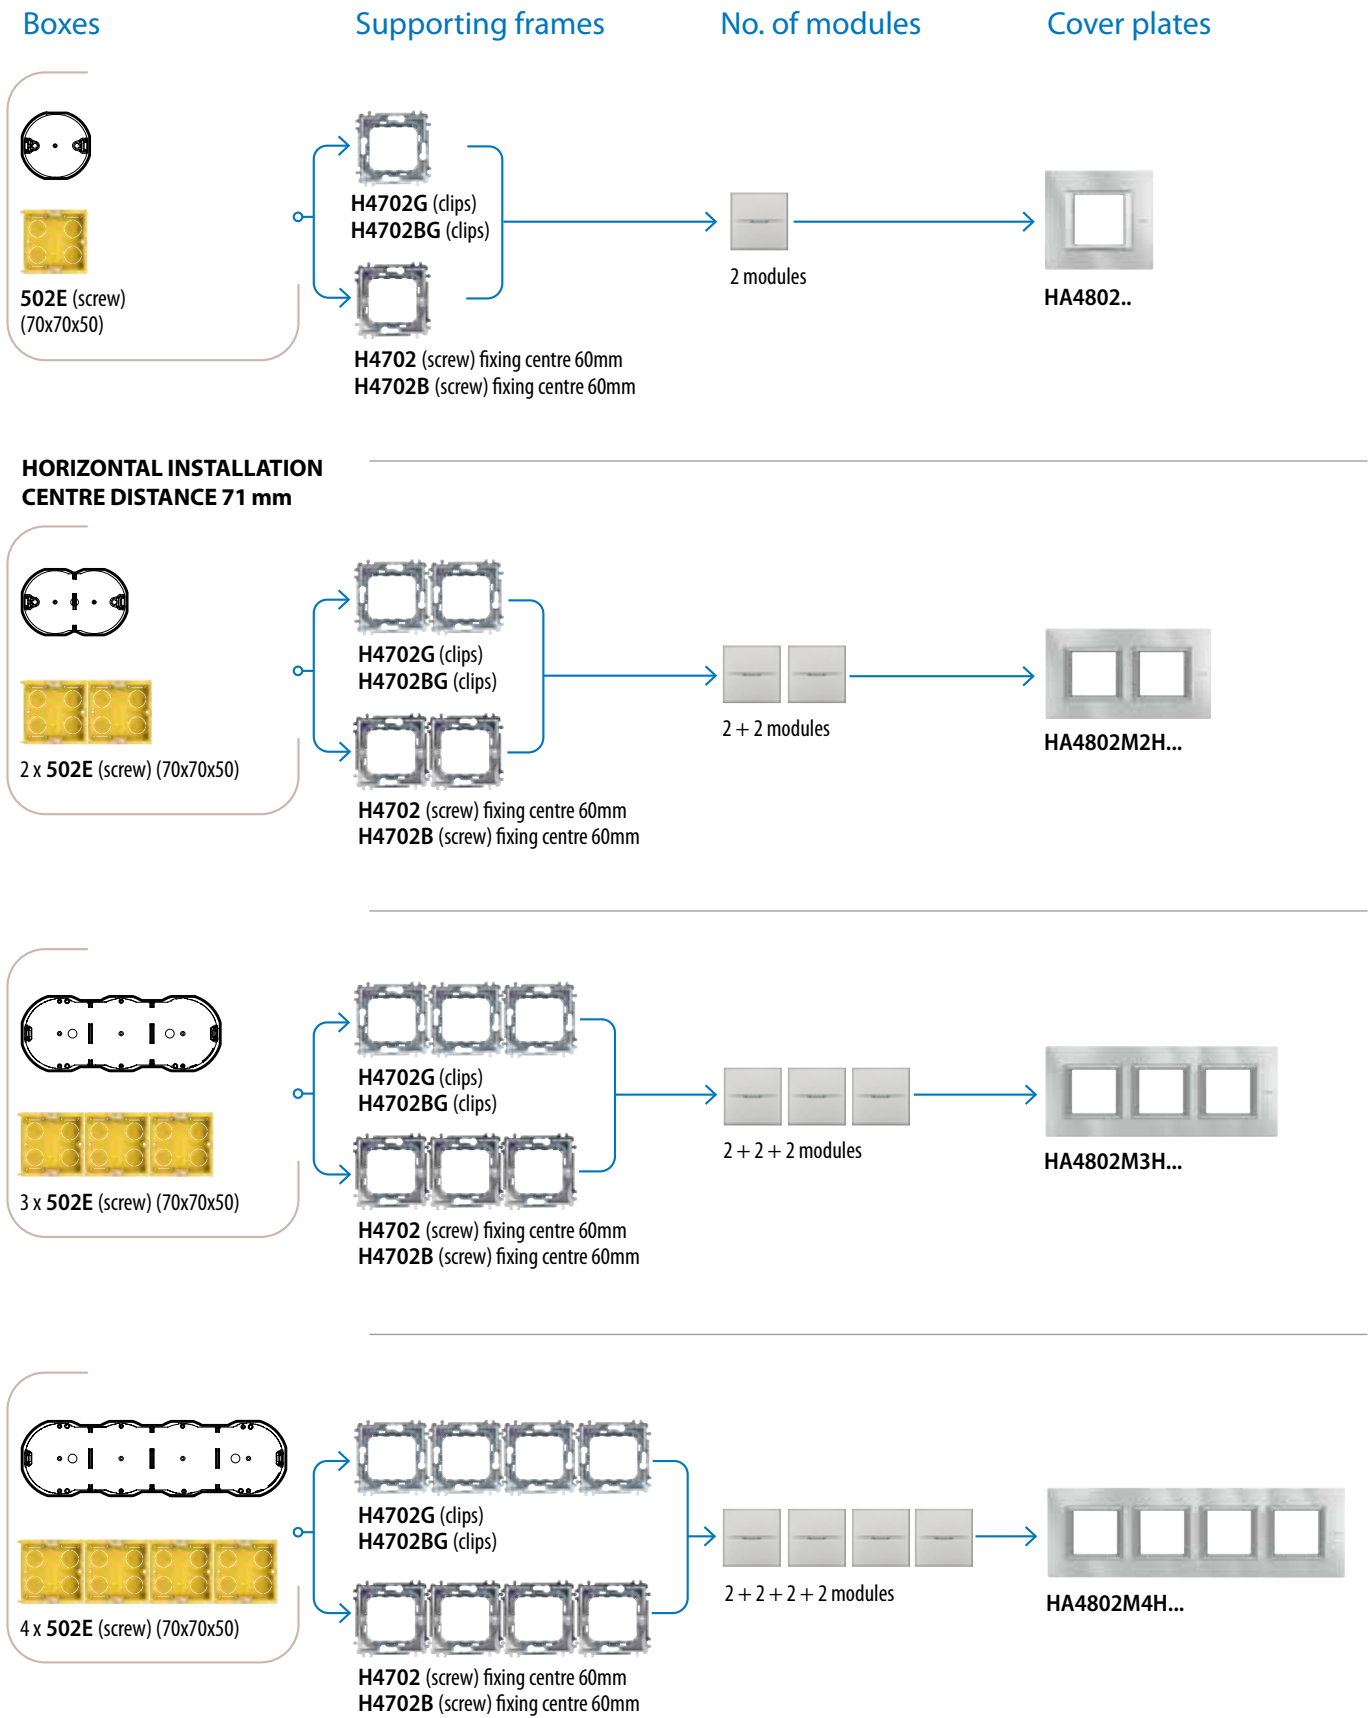 Boxes
Supporting frames
No. of modules
Cover plates
502E (screw)
(70x70x50)
H4702G (clips)
H4702BG (clips)
H4702 (screw) fixing centre 60mm
H4702B (screw) fixing centre 60mm
2 modules
HA4802..
HORIZONTAL INSTALLATION
CENTRE DISTANCE 71 mm
2 x 502E (screw) (70x70x50)
H4702G (clips)
H4702BG (clips)
H4702 (screw) fixing centre 60mm
H4702B (screw) fixing centre 60mm
2 + 2 modules
HA4802M2H...
3 x 502E (screw) (70x70x50)
H4702G (clips)
H4702BG (clips)
H4702 (screw) fixing centre 60mm
H4702B (screw) fixing centre 60mm
2 + 2 + 2 modules
HA4802M3H...
4 x 502E (screw) (70x70x50)
H4702G (clips)
H4702BG (clips)
H4702 (screw) fixing centre 60mm
H4702B (screw) fixing centre 60mm
2 + 2 + 2 + 2 modules
HA4802M4H...